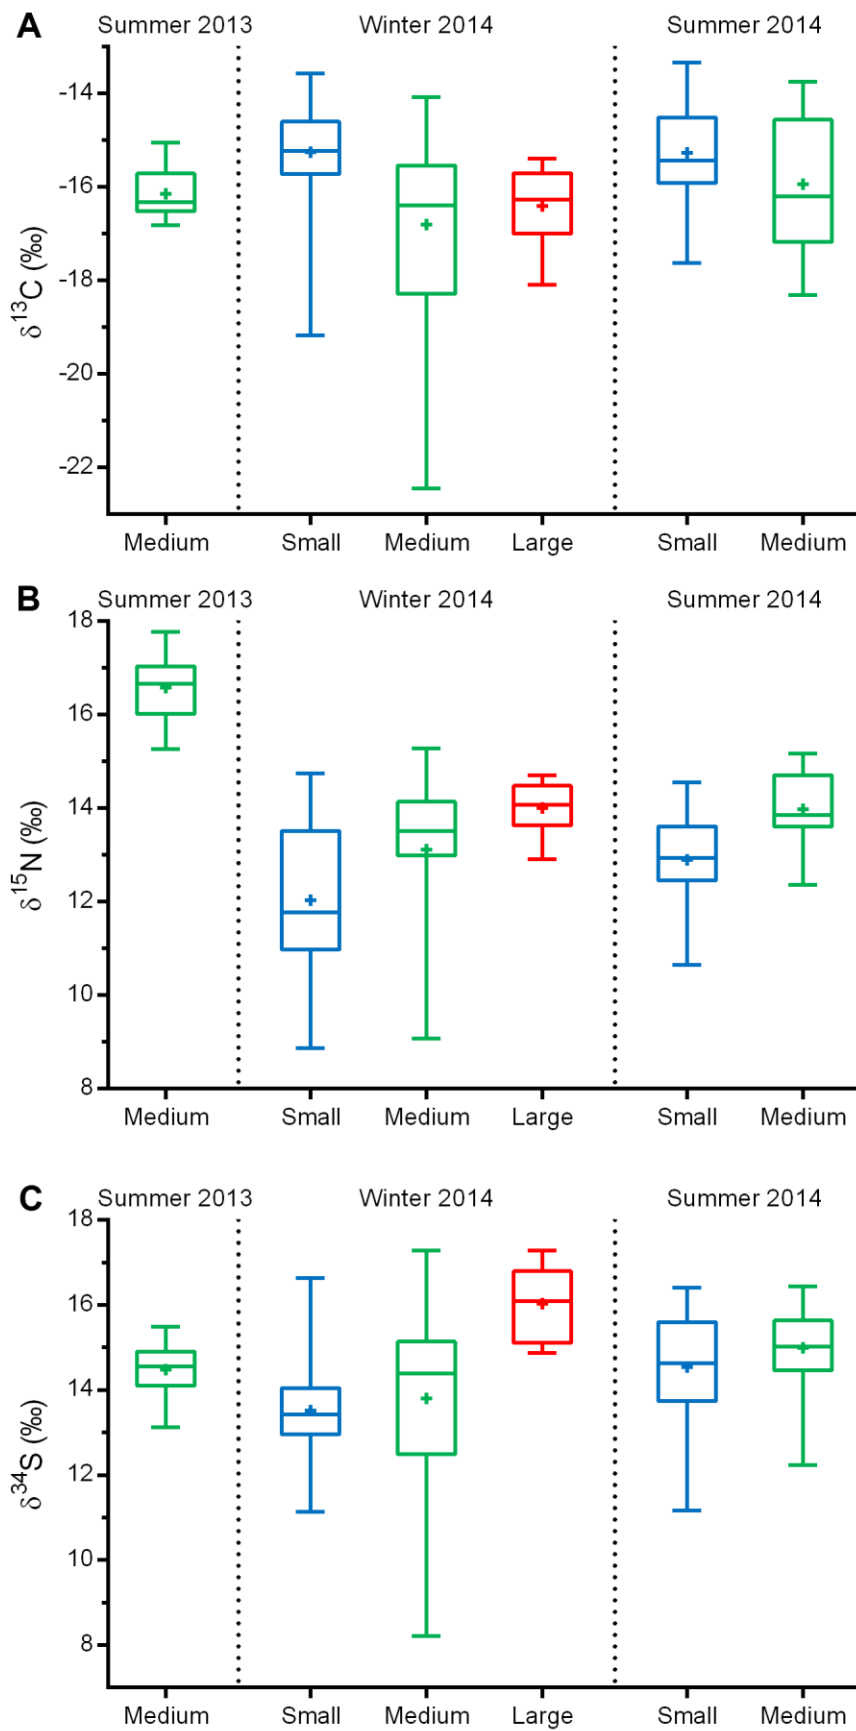 A
Summer 2013 Winter 2014 Summer 2014
-14
-16
-18
-20
-22
δ¹³C (‰)
Medium Small Medium Large Small Medium
B
Summer 2013 Winter 2014 Summer 2014
18
16
14
12
10
8
δ¹⁵N (‰)
Medium Small Medium Large Small Medium
C
Summer 2013 Winter 2014 Summer 2014
18
16
14
12
10
8
δ³⁴S (‰)
Medium Small Medium Large Small Medium